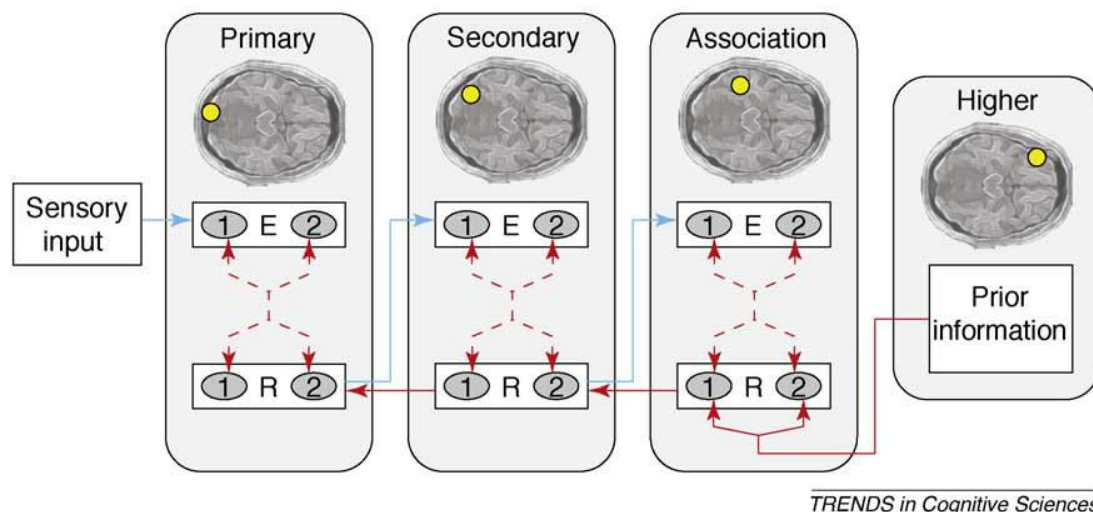 Primary
Secondary
Association
Higher
Sensory
input
1 E 2
1 E 2
1 E 2
Prior
information
1 R 2
1 R 2
1 R 2
TRENDS in Cognitive Sciences